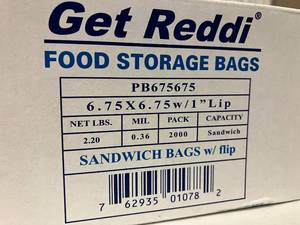 Get Reddi®
FOOD STORAGE BAGS
PB675675
6.75X6.75 w/1" Lip
NET LBS. MIL PACK CAPACITY
2.20 0.36 2000 Sandwich
SANDWICH BAGS w/ flip
7 62935 01078 2